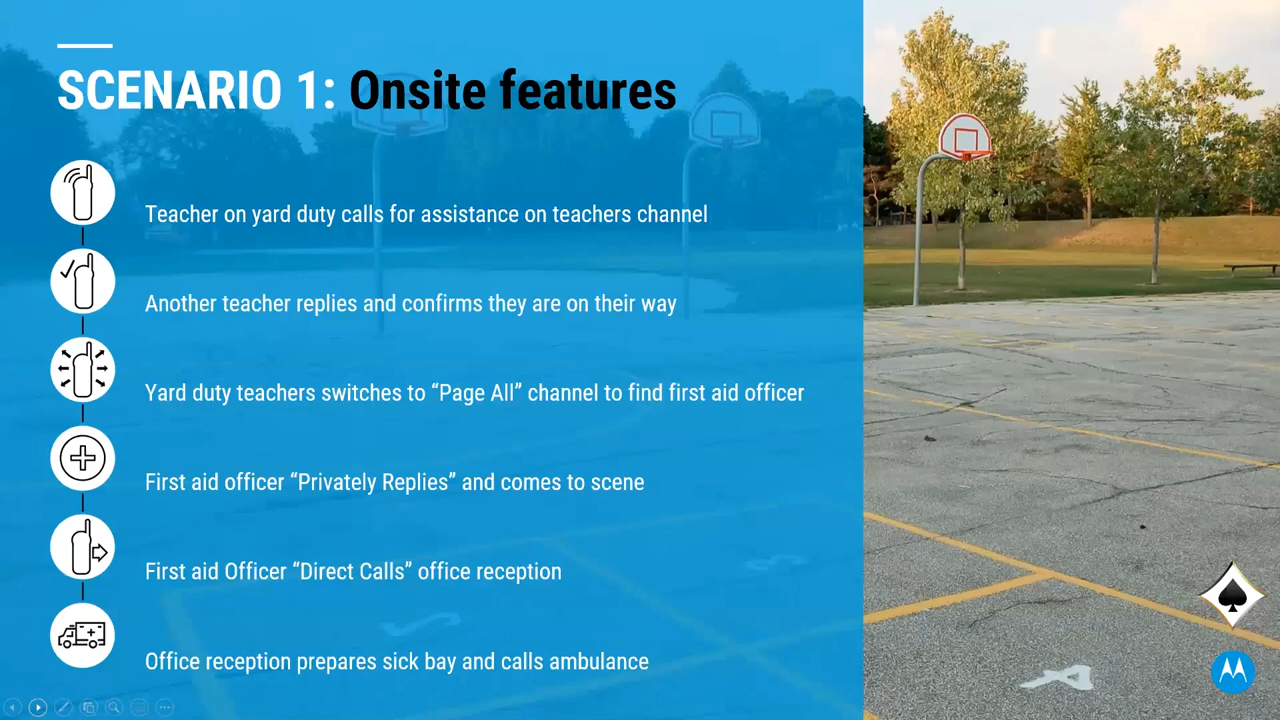 SCENARIO 1: Onsite features
Teacher on yard duty calls for assistance on teachers channel
Another teacher replies and confirms they are on their way
Yard duty teachers switches to “Page All” channel to find first aid officer
First aid officer “Privately Replies” and comes to scene
First aid Officer “Direct Calls” office reception
Office reception prepares sick bay and calls ambulance